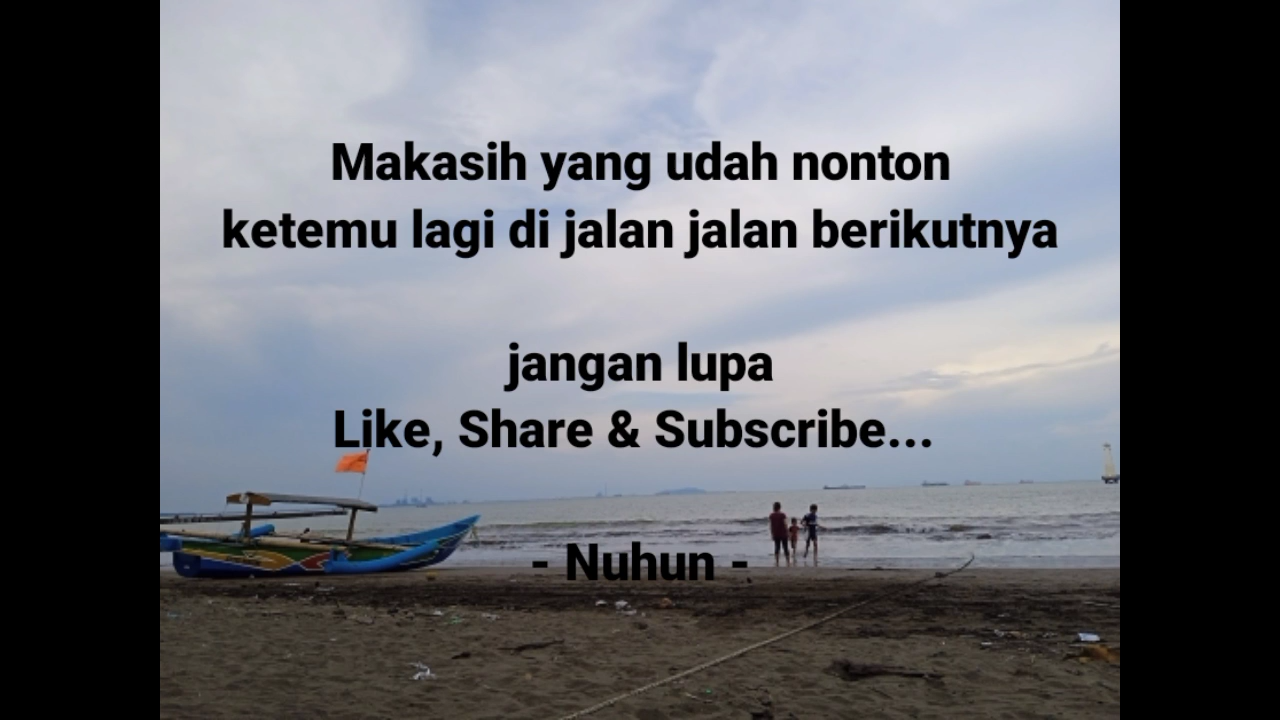 Makasih yang udah nonton
ketemu lagi di jalan jalan berikutnya
jangan lupa
Like, Share & Subscribe...
- Nuhun -